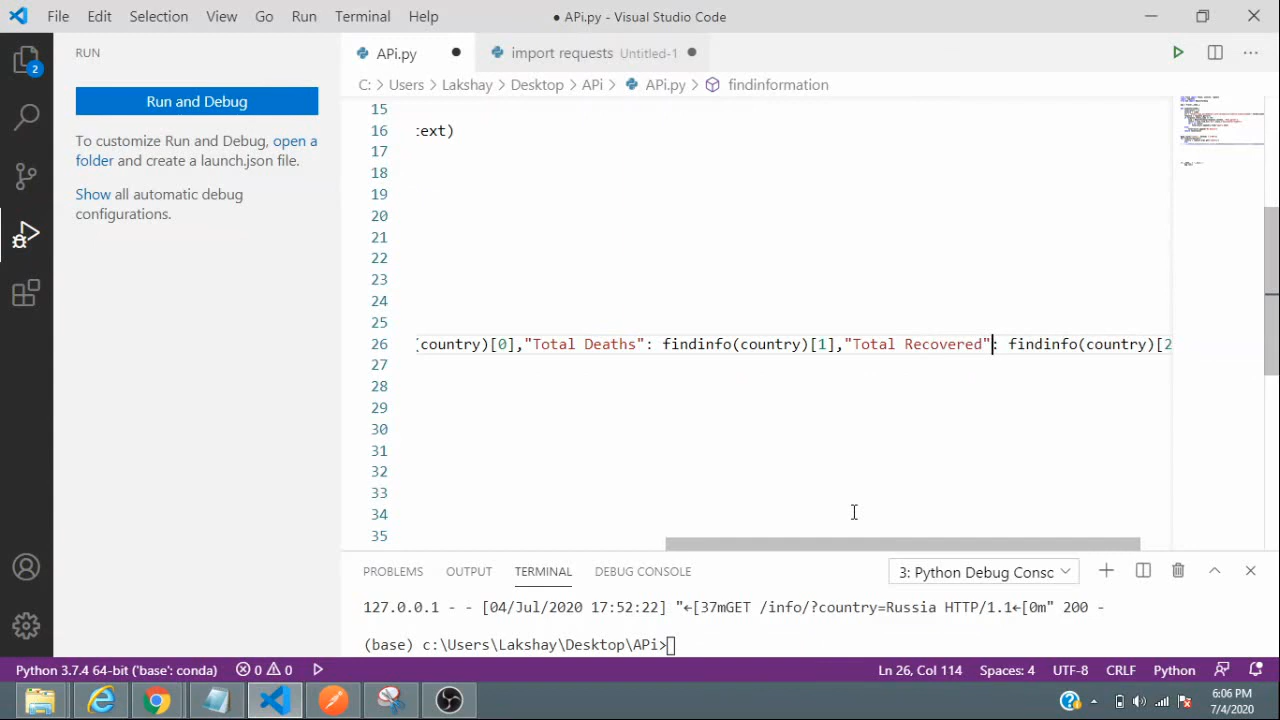 File Edit Selection View Go Run Terminal Help ● APi.py - Visual Studio Code
RUN
APi.py ● import requests Untitled-1 ●
C: > Users > Lakshay > Desktop > APi > APi.py > findinformation
Run and Debug
To customize Run and Debug, open a
folder and create a launch.json file.
Show all automatic debug
configurations.
2
15
16 :ext)
17
18
19
20
21
22
23
24
25
26 (country)[0],"Total Deaths": findinfo(country)[1],"Total Recovered": findinfo(country)[2
27
28
29
30
31
32
33
34
35
PROBLEMS OUTPUT TERMINAL DEBUG CONSOLE 3: Python Debug Consc
127.0.0.1 - - [04/Jul/2020 17:52:22] "←[37mGET /info/?country=Russia HTTP/1.1←[0m" 200 -
(base) c:\Users\Lakshay\Desktop\APi>
Python 3.7.4 64-bit ('base': conda) 0 0 Ln 26, Col 114 Spaces: 4 UTF-8 CRLF Python
6:06 PM
7/4/2020